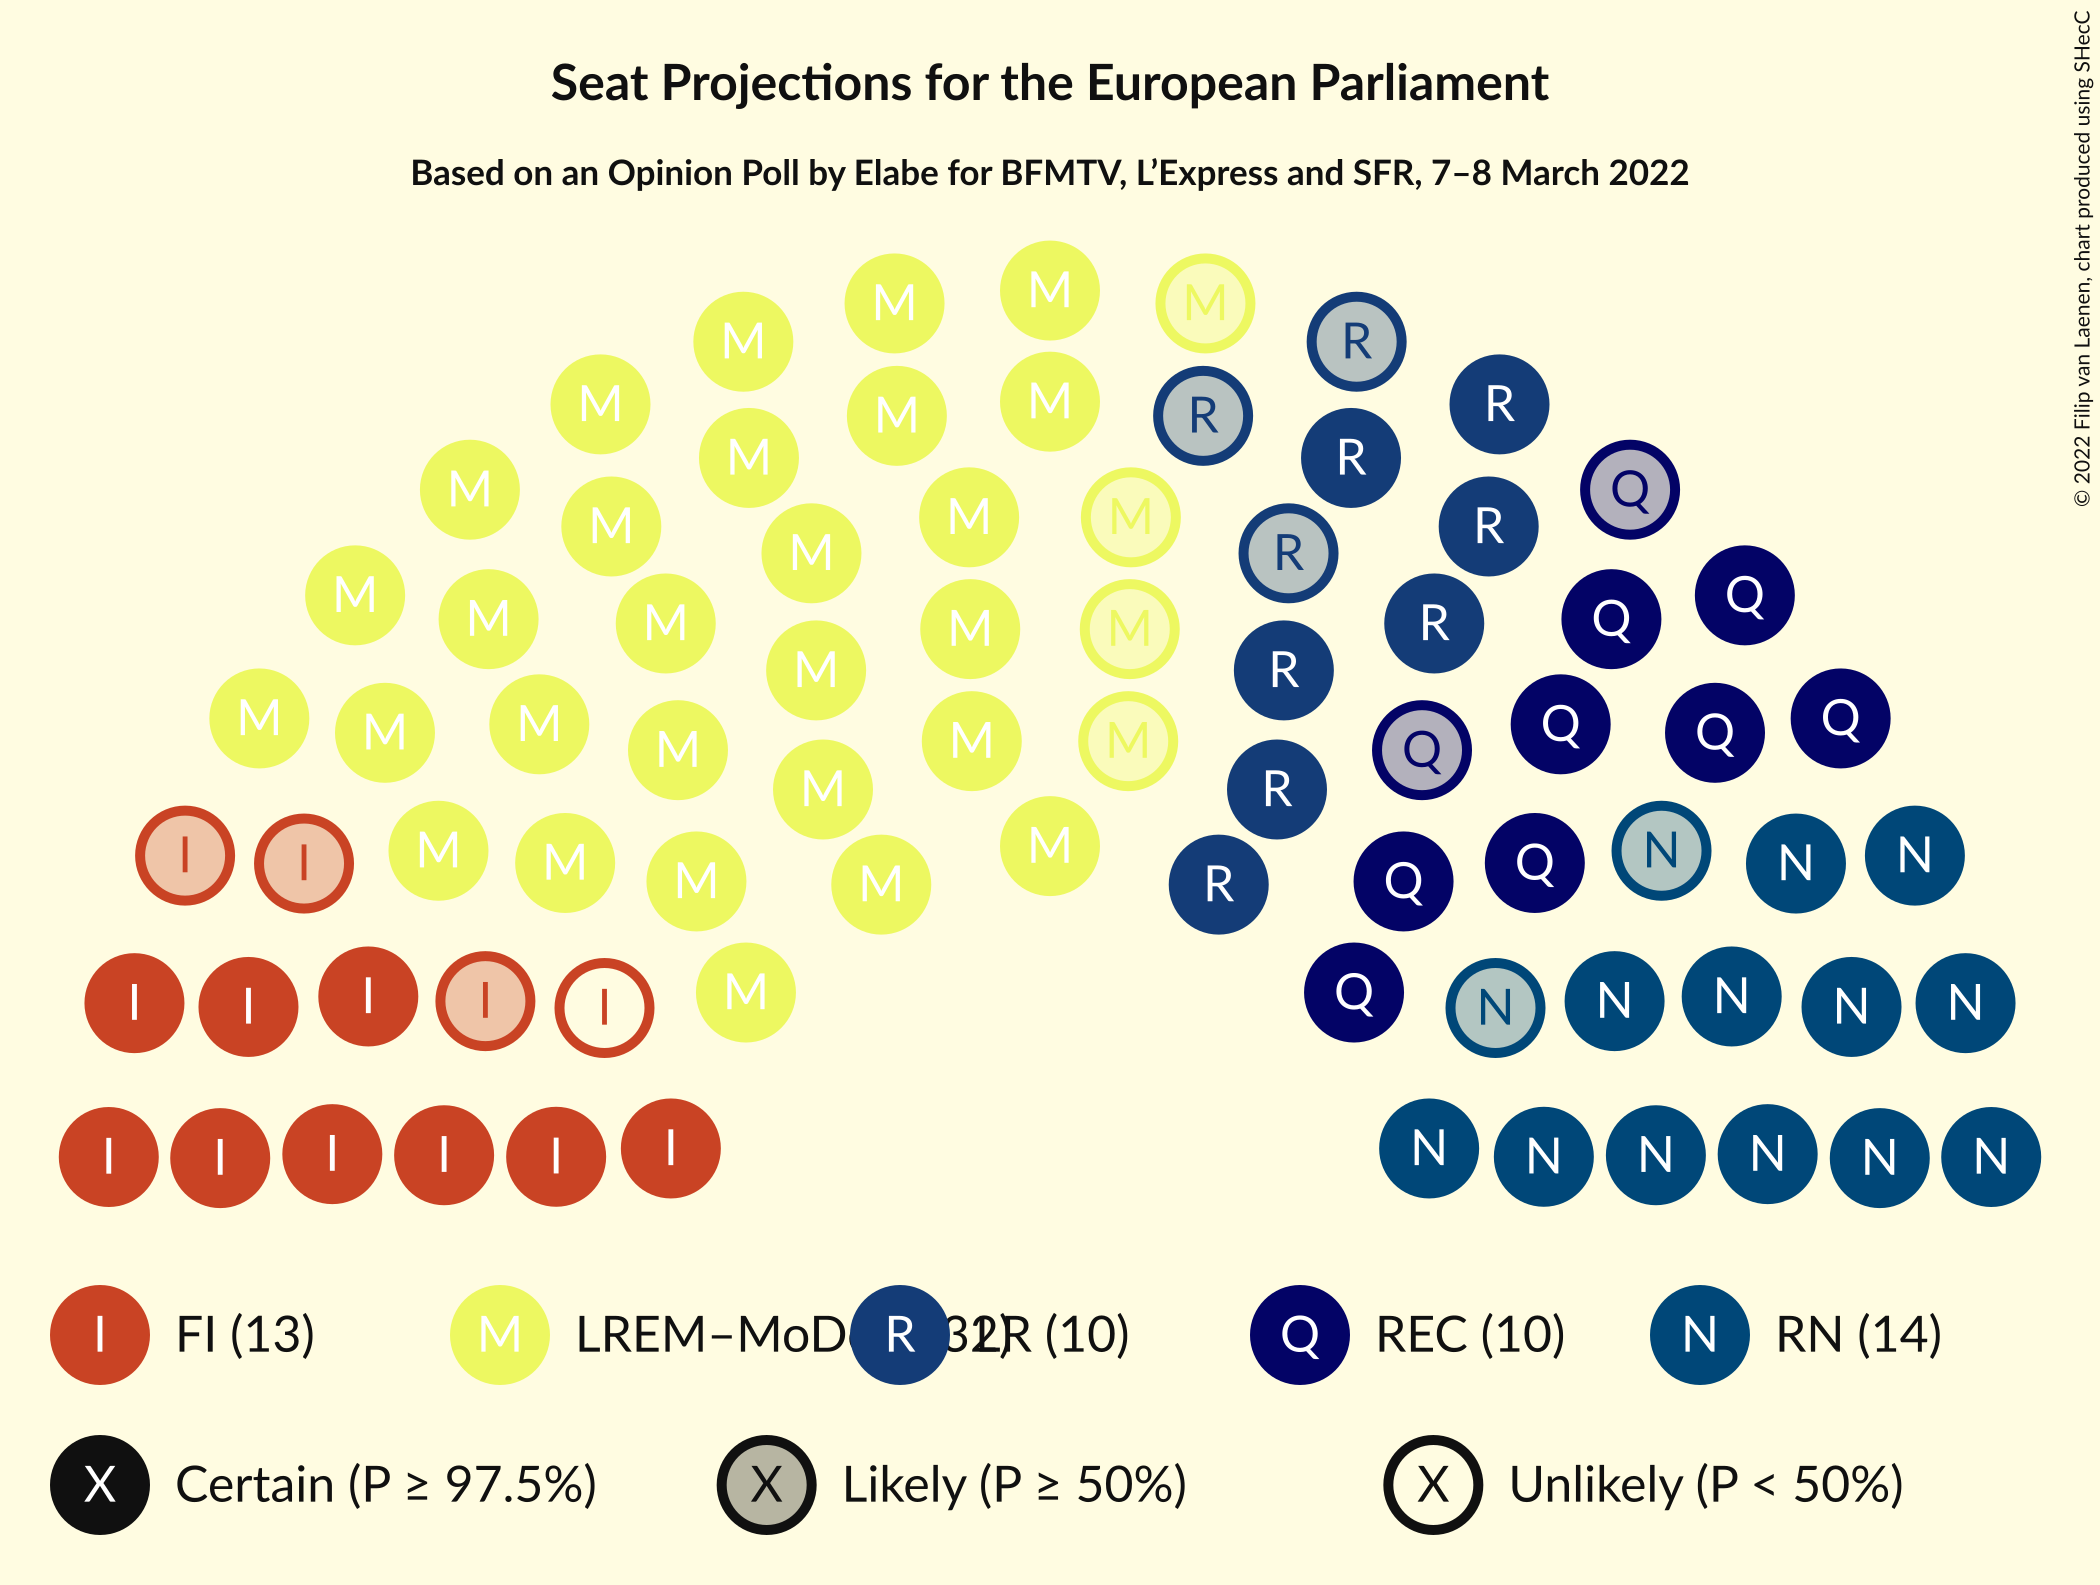 Seat Projections for the European Parliament
Based on an Opinion Poll by Elabe for BFMTV, L’Express and SFR, 7–8 March 2022
© 2022 Filip van Laenen, chart produced using SHecC
M M M R
M M R
M M M R R
M M M R Q
M M R
M M M Q Q
M M R R
M M M M Q Q Q
M M M Q
M R
I I M M M M M R Q Q N N N
I I I I I M Q N N N N N
I I I I I I N N N N N N
I FI (13) M LREM–MoD R 32) LR (10) Q REC (10) N RN (14)
X Certain (P ≥ 97.5%) X Likely (P ≥ 50%) X Unlikely (P < 50%)